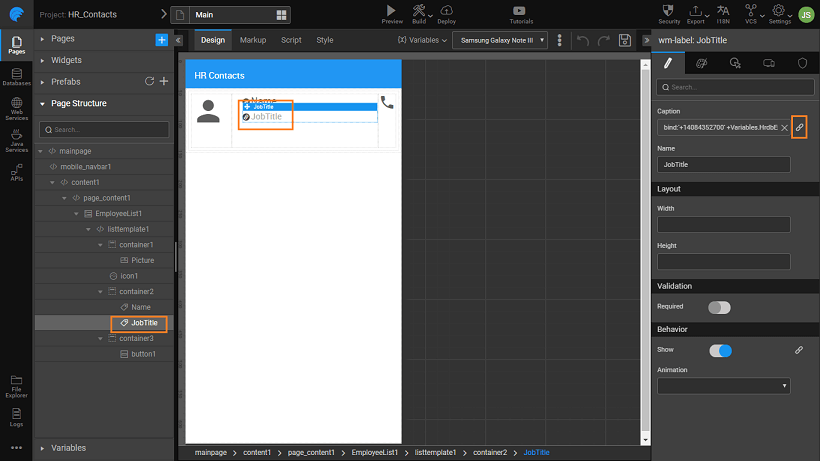 Project: HR_Contacts
Main
Preview
Build
Deploy
Tutorials
Security
Export
I18N
VCS
Settings
JS
Pages
Databases
Web
Services
Java
Services
APIs
File
Explorer
Logs
Pages
Widgets
Prefabs
Page Structure
Search...
mainpage
mobile_navbar1
content1
page_content1
EmployeeList1
listtemplate1
container1
Picture
icon1
container2
Name
JobTitle
container3
button1
Variables
Design
Markup
Script
Style
(X) Variables
Samsung Galaxy Note III
HR Contacts
Name
JobTitle
JobTitle
mainpage > content1 > page_content1 > EmployeeList1 > listtemplate1 > container2 > JobTitle
wm-label: JobTitle
Search...
Caption
bind:'+14084352700' +Variables.HrdbE
Name
JobTitle
Layout
Width
Height
Validation
Required
Behavior
Show
Animation